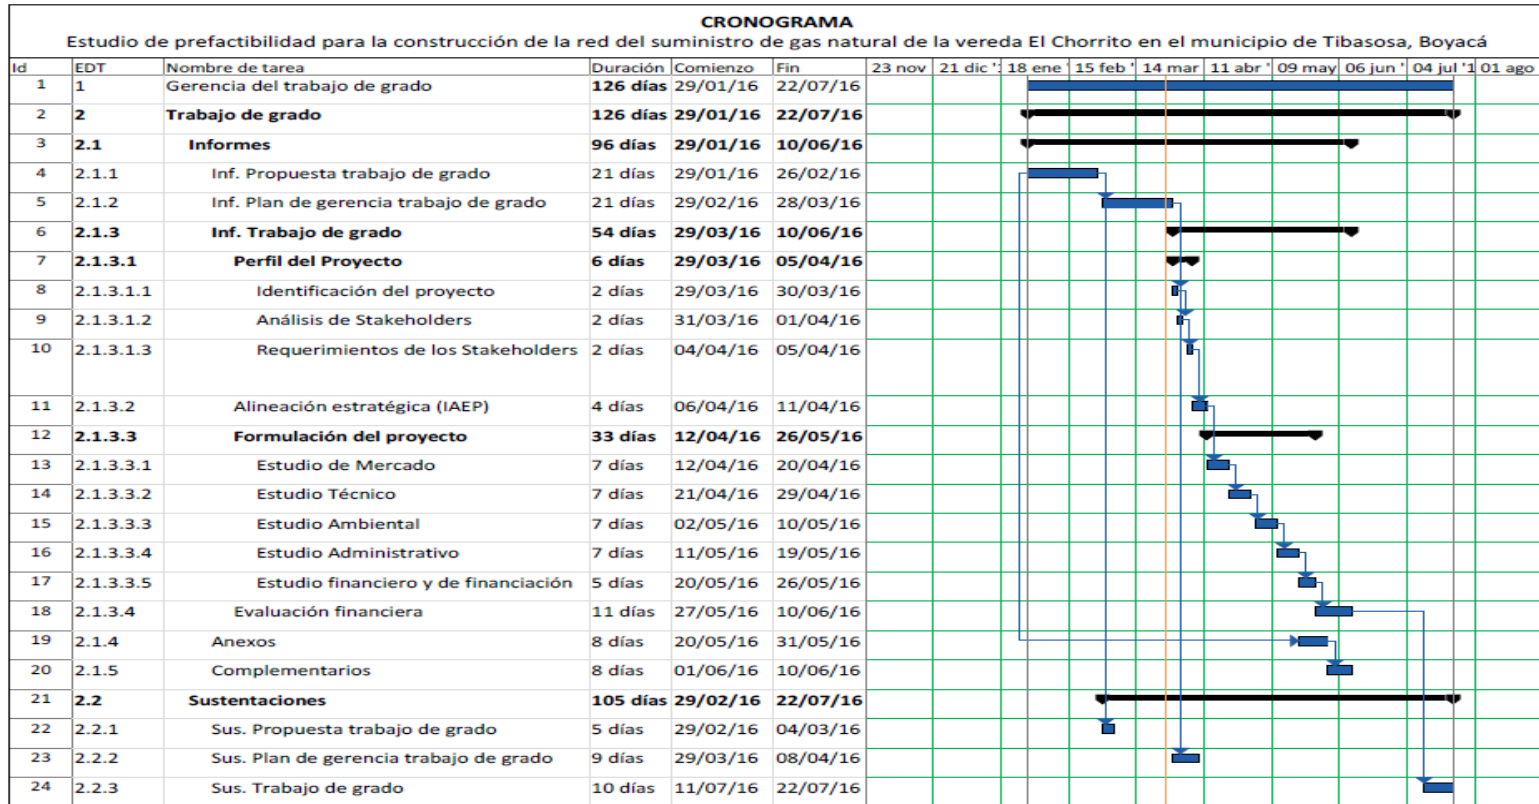 CRONOGRAMA
Estudio de prefactibilidad para la construcción de la red del suministro de gas natural de la vereda El Chorrito en el municipio de Tibasosa, Boyacá
Id EDT Nombre de tarea Duración Comienzo Fin 23 nov 21 dic '1 18 ene ' 15 feb ' 14 mar 11 abr ' 09 may 06 jun ' 04 jul '1 01 ago
1 1 Gerencia del trabajo de grado 126 días 29/01/16 22/07/16
2 2 Trabajo de grado 126 días 29/01/16 22/07/16
3 2.1 Informes 96 días 29/01/16 10/06/16
4 2.1.1 Inf. Propuesta trabajo de grado 21 días 29/01/16 26/02/16
5 2.1.2 Inf. Plan de gerencia trabajo de grado 21 días 29/02/16 28/03/16
6 2.1.3 Inf. Trabajo de grado 54 días 29/03/16 10/06/16
7 2.1.3.1 Perfil del Proyecto 6 días 29/03/16 05/04/16
8 2.1.3.1.1 Identificación del proyecto 2 días 29/03/16 30/03/16
9 2.1.3.1.2 Análisis de Stakeholders 2 días 31/03/16 01/04/16
10 2.1.3.1.3 Requerimientos de los Stakeholders 2 días 04/04/16 05/04/16
11 2.1.3.2 Alineación estratégica (IAEP) 4 días 06/04/16 11/04/16
12 2.1.3.3 Formulación del proyecto 33 días 12/04/16 26/05/16
13 2.1.3.3.1 Estudio de Mercado 7 días 12/04/16 20/04/16
14 2.1.3.3.2 Estudio Técnico 7 días 21/04/16 29/04/16
15 2.1.3.3.3 Estudio Ambiental 7 días 02/05/16 10/05/16
16 2.1.3.3.4 Estudio Administrativo 7 días 11/05/16 19/05/16
17 2.1.3.3.5 Estudio financiero y de financiación 5 días 20/05/16 26/05/16
18 2.1.3.4 Evaluación financiera 11 días 27/05/16 10/06/16
19 2.1.4 Anexos 8 días 20/05/16 31/05/16
20 2.1.5 Complementarios 8 días 01/06/16 10/06/16
21 2.2 Sustentaciones 105 días 29/02/16 22/07/16
22 2.2.1 Sus. Propuesta trabajo de grado 5 días 29/02/16 04/03/16
23 2.2.2 Sus. Plan de gerencia trabajo de grado 9 días 29/03/16 08/04/16
24 2.2.3 Sus. Trabajo de grado 10 días 11/07/16 22/07/16